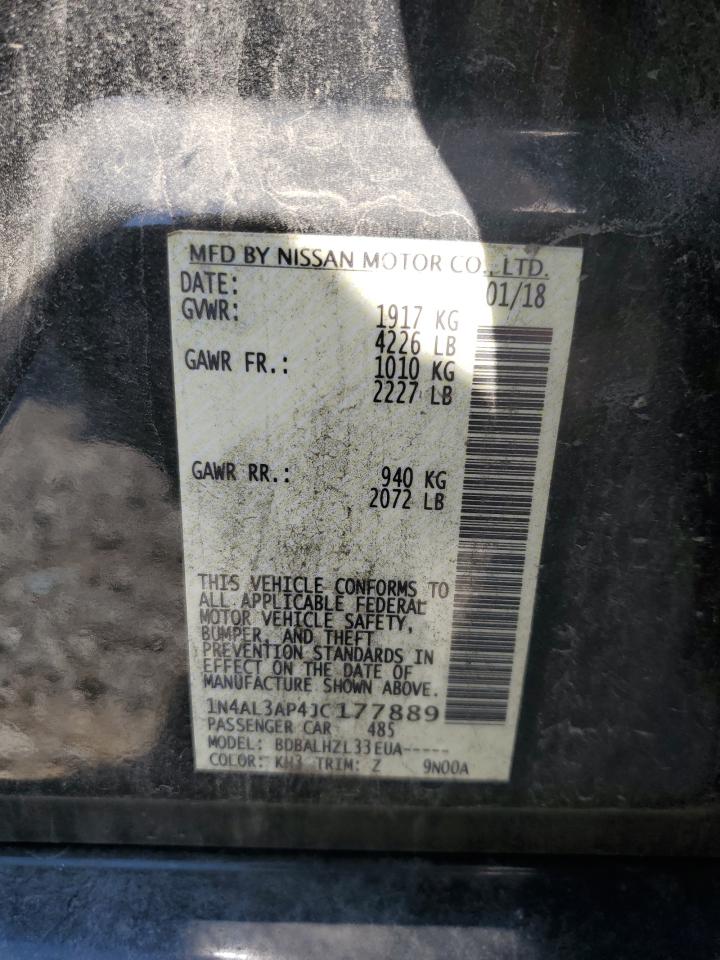 MFD BY NISSAN MOTOR CO., LTD.
DATE: 01/18
GVWR: 1917 KG
4226 LB
GAWR FR.: 1010 KG
2227 LB
GAWR RR.: 940 KG
2072 LB
THIS VEHICLE CONFORMS TO
ALL APPLICABLE FEDERAL
MOTOR VEHICLE SAFETY,
BUMPER, AND THEFT
PREVENTION STANDARDS IN
EFFECT ON THE DATE OF
MANUFACTURE SHOWN ABOVE.
1N4AL3AP4JC177889
PASSENGER CAR 485
MODEL: BDBALHZL33EUA-----
COLOR: KH3 TRIM: Z 9N00A